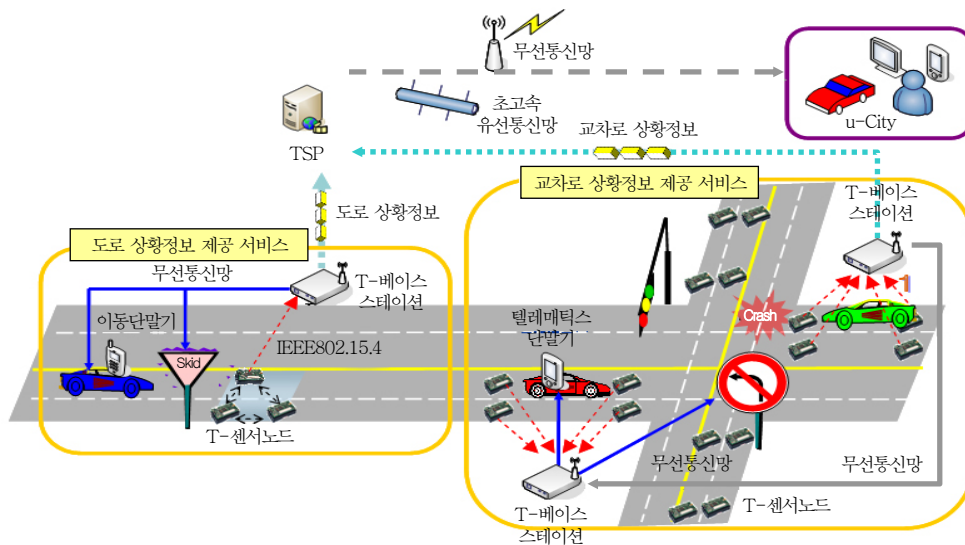 무선통신망
초고속
유선통신망
u-City
TSP
교차로 상황정보
교차로 상황정보 제공 서비스
T-베이스
스테이션
도로 상황정보
도로 상황정보 제공 서비스
무선통신망
T-베이스
스테이션
이동단말기
Skid
IEEE802.15.4
T-센서노드
텔레매틱스
단말기
Crash
무선통신망
무선통신망
T-베이스
스테이션
T-센서노드